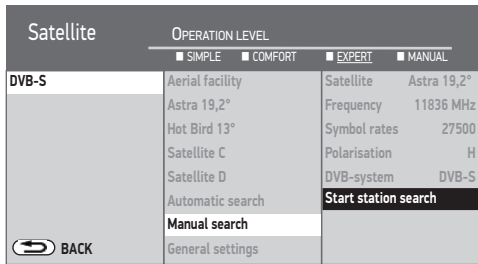 Satellite
OPERATION LEVEL
SIMPLE COMFORT EXPERT MANUAL
DVB-S
Aerial facility
Astra 19,2°
Hot Bird 13°
Satellite C
Satellite D
Automatic search
Manual search
General settings
Satellite Astra 19,2°
Frequency 11836 MHz
Symbol rates 27500
Polarisation H
DVB-system DVB-S
Start station search
BACK